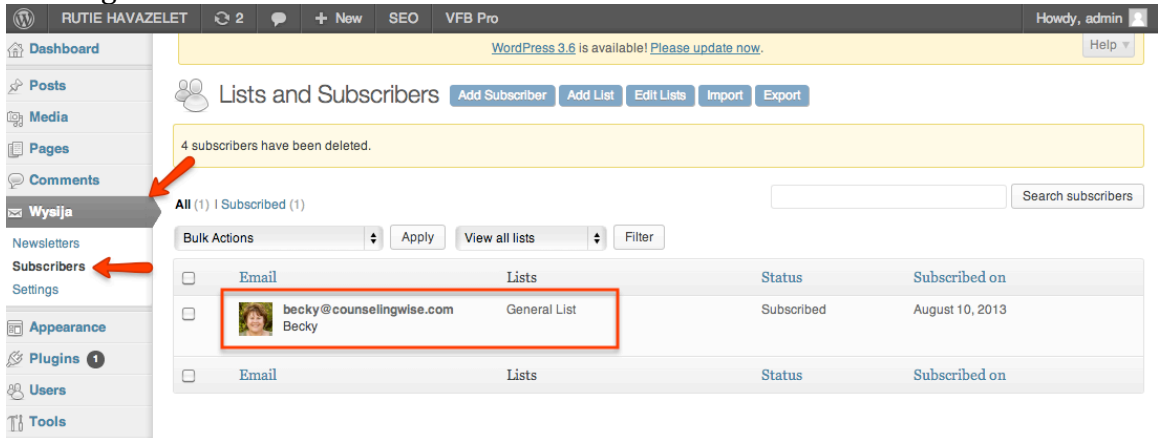 RUTIE HAVAZELET 2 + New SEO VFB Pro Howdy, admin
Dashboard
Posts
Media
Pages
Comments
Wysija
Newsletters
Subscribers
Settings
Appearance
Plugins 1
Users
Tools
WordPress 3.6 is available! Please update now.
Help
Lists and Subscribers Add Subscriber Add List Edit Lists Import Export
4 subscribers have been deleted.
All (1) | Subscribed (1)
Search subscribers
Bulk Actions Apply View all lists Filter
Email Lists Status Subscribed on
becky@counselingwise.com General List Subscribed August 10, 2013
Becky
Email Lists Status Subscribed on